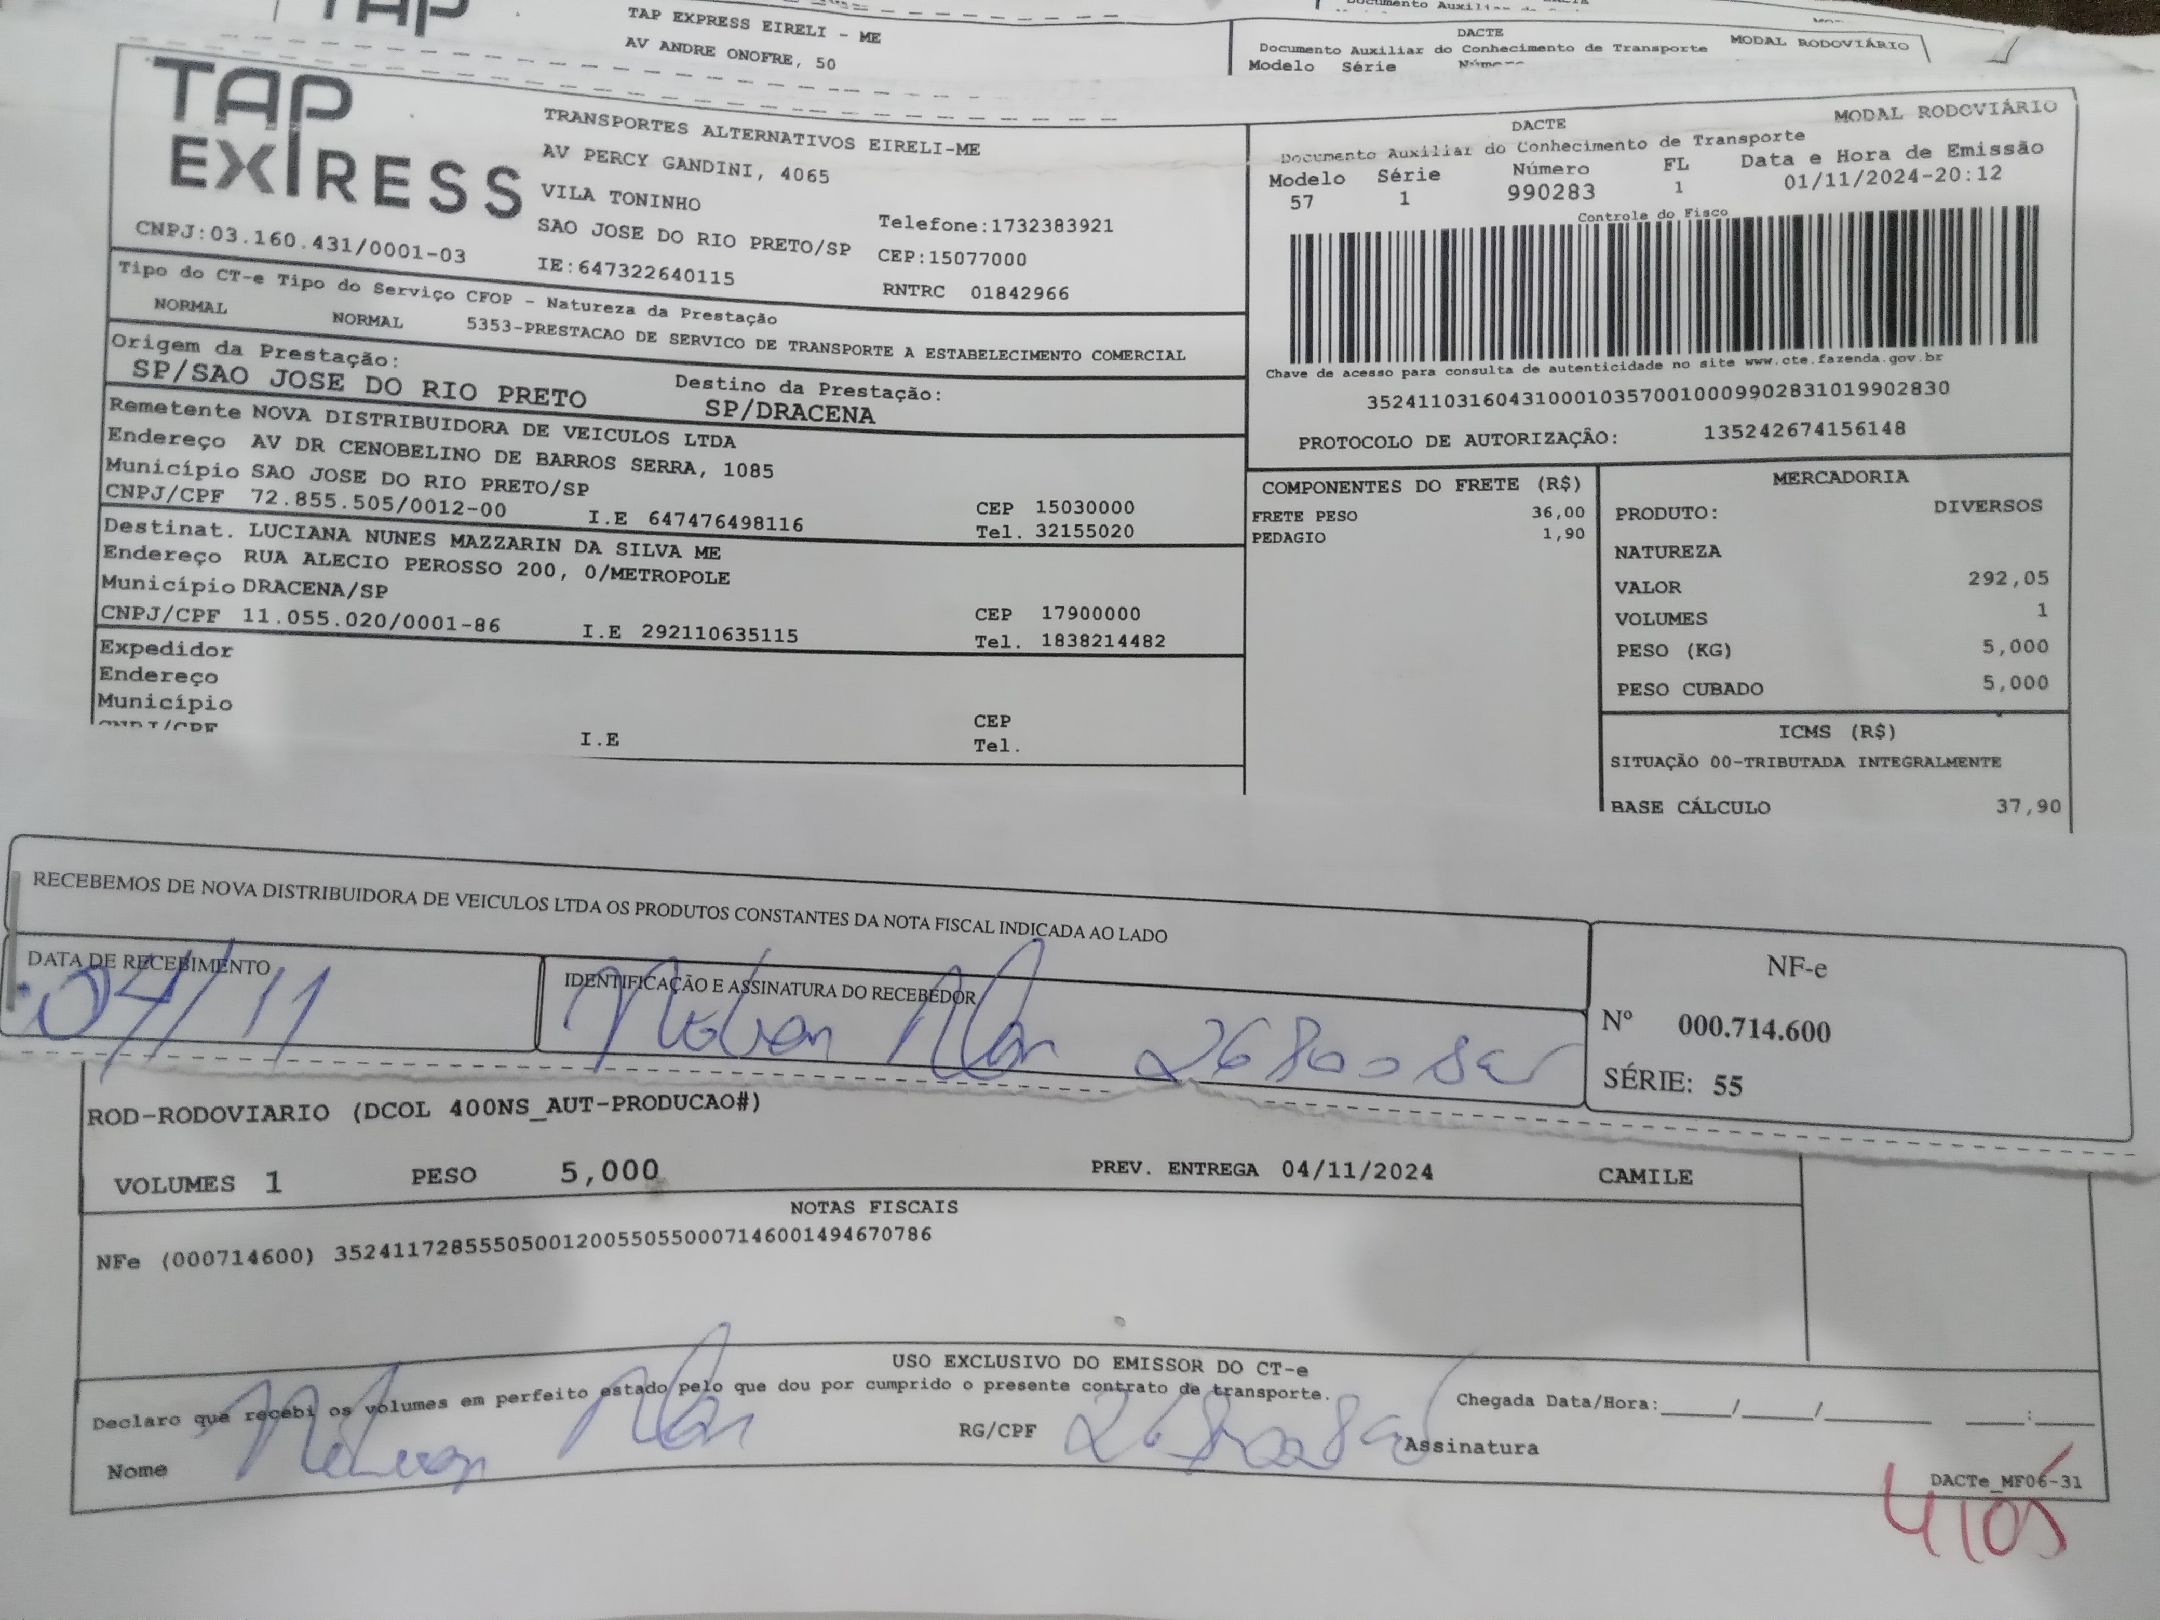 TAP
TAP EXPRESS EIRELI - ME
AV ANDRE ONOFRE, 50
DACTE
Documento Auxiliar do Conhecimento de Transporte
MODAL RODOVIÁRIO
Modelo Série Número
TAP EXPRESS
CNPJ:03.160.431/0001-03
TRANSPORTES ALTERNATIVOS EIRELI-ME
AV PERCY GANDINI, 4065
VILA TONINHO
SAO JOSE DO RIO PRETO/SP
IE:647322640115
Telefone:1732383921
CEP:15077000
RNTRC 01842966
DACTE
MODAL RODOVIÁRIO
Documento Auxiliar do Conhecimento de Transporte
Modelo Série Número FL Data e Hora de Emissão
57 1 990283 1 01/11/2024-20:12
Controle do Fisco
Chave de acesso para consulta de autenticidade no site www.cte.fazenda.gov.br
35241103160431000103570010009902831019902830
PROTOCOLO DE AUTORIZAÇÃO: 135242674156148
Tipo do CT-e Tipo do Serviço CFOP - Natureza da Prestação
NORMAL NORMAL 5353-PRESTACAO DE SERVICO DE TRANSPORTE A ESTABELECIMENTO COMERCIAL
Origem da Prestação:
SP/SAO JOSE DO RIO PRETO
Destino da Prestação:
SP/DRACENA
Remetente NOVA DISTRIBUIDORA DE VEICULOS LTDA
Endereço AV DR CENOBELINO DE BARROS SERRA, 1085
Município SAO JOSE DO RIO PRETO/SP CEP 15030000
CNPJ/CPF 72.855.505/0012-00 I.E 647476498116 Tel. 32155020
Destinat. LUCIANA NUNES MAZZARIN DA SILVA ME
Endereço RUA ALECIO PEROSSO 200, 0/METROPOLE
Município DRACENA/SP CEP 17900000
CNPJ/CPF 11.055.020/0001-86 I.E 292110635115 Tel. 1838214482
Expedidor
Endereço
Município CEP
CNPJ/CPF I.E Tel.
COMPONENTES DO FRETE (R$)
FRETE PESO 36,00
PEDAGIO 1,90
MERCADORIA
PRODUTO: DIVERSOS
NATUREZA
VALOR 292,05
VOLUMES 1
PESO (KG) 5,000
PESO CUBADO 5,000
ICMS (R$)
SITUAÇÃO 00-TRIBUTADA INTEGRALMENTE
BASE CÁLCULO 37,90
RECEBEMOS DE NOVA DISTRIBUIDORA DE VEICULOS LTDA OS PRODUTOS CONSTANTES DA NOTA FISCAL INDICADA AO LADO
DATA DE RECEBIMENTO
04/11
IDENTIFICAÇÃO E ASSINATURA DO RECEBEDOR
NF-e
Nº 000.714.600
SÉRIE: 55
ROD-RODOVIARIO (DCOL 400NS_AUT-PRODUCAO#)
VOLUMES 1 PESO 5,000 PREV. ENTREGA 04/11/2024 CAMILE
NOTAS FISCAIS
NFe (000714600) 35241172855505001200550550007146001494670786
USO EXCLUSIVO DO EMISSOR DO CT-e
Declaro que recebi os volumes em perfeito estado pelo que dou por cumprido o presente contrato de transporte.
Chegada Data/Hora:____/____/______ ___:___
Nome
RG/CPF
Assinatura
DACTe_MF06-31